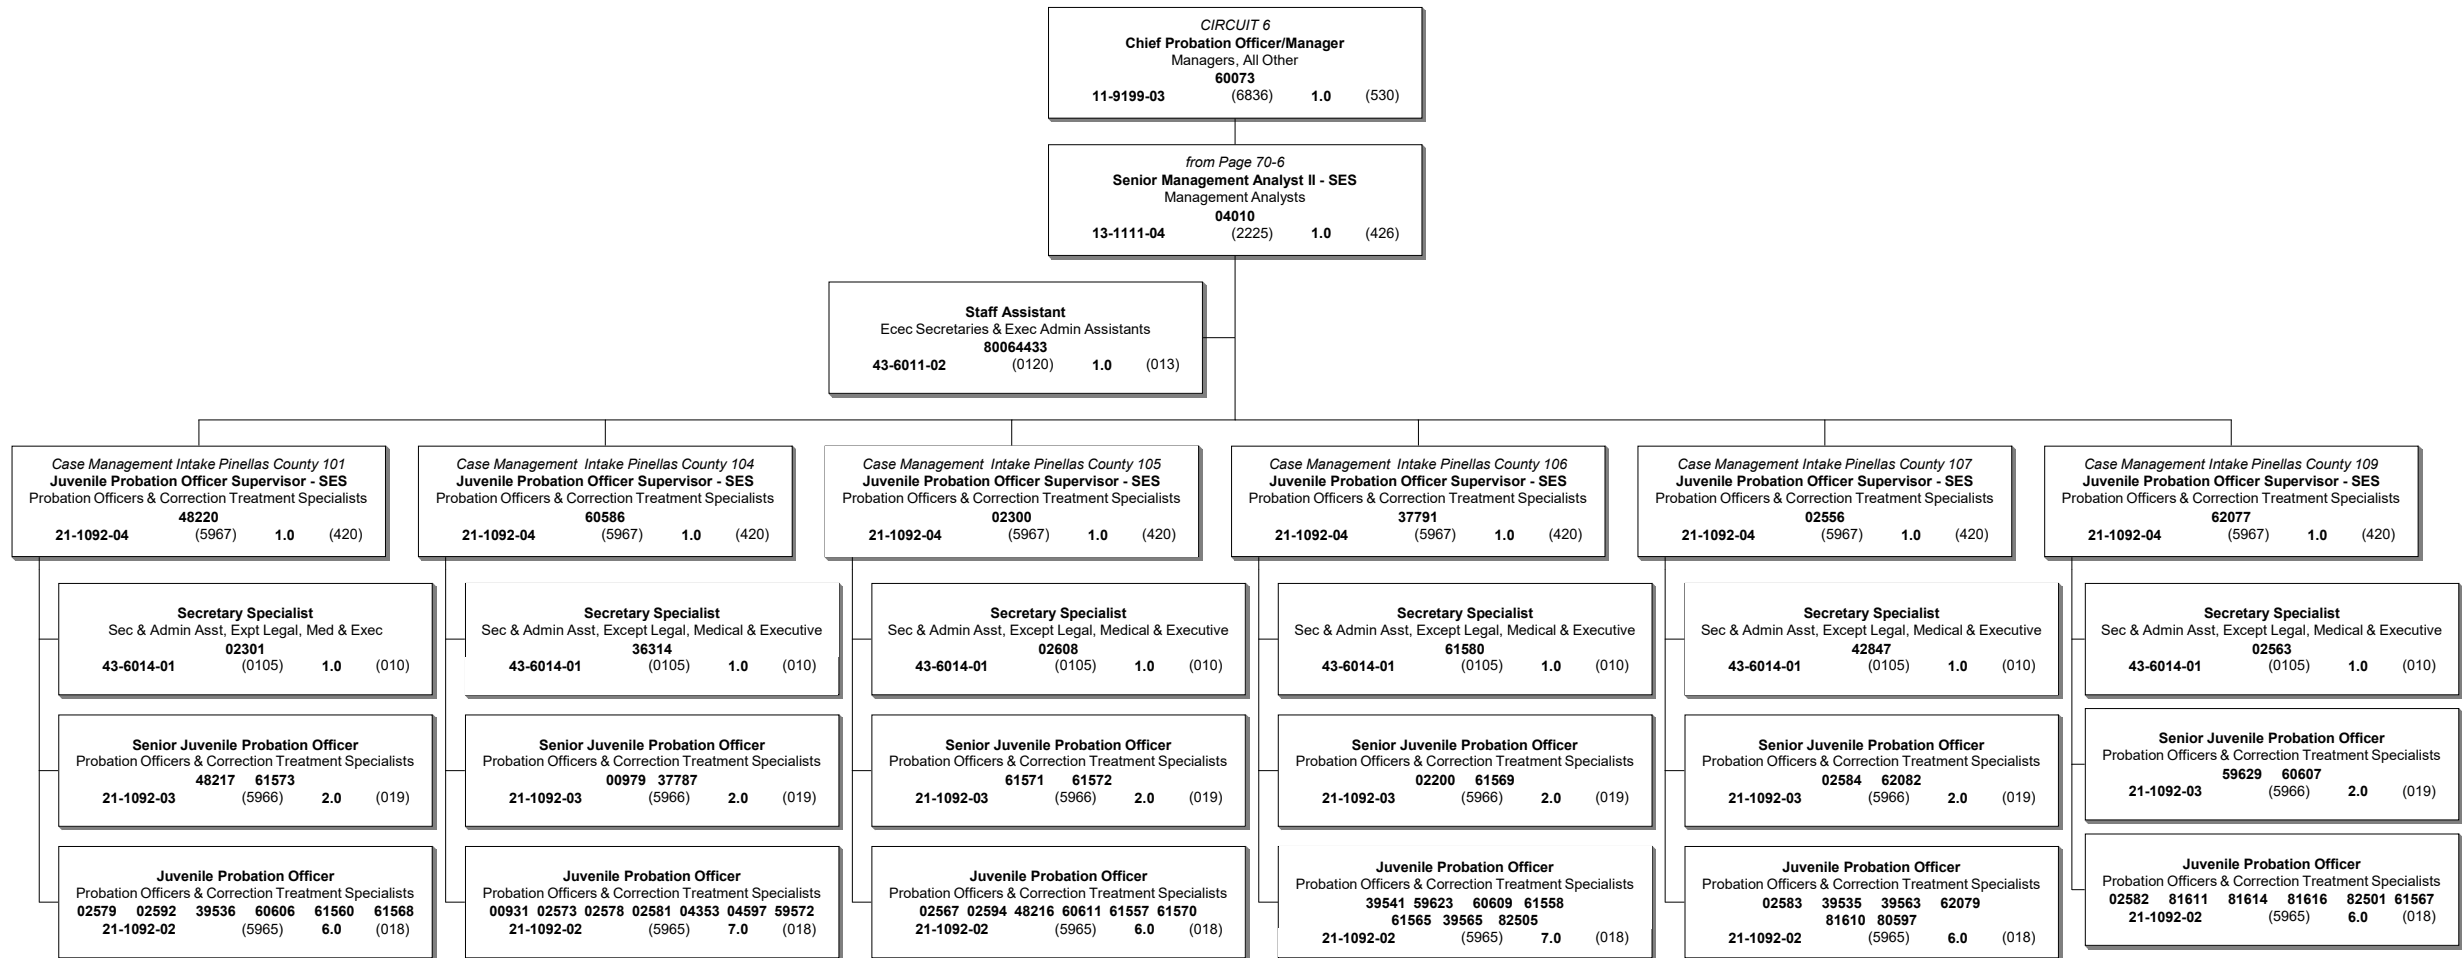 CIRCUIT 6
Chief Probation Officer/Manager
Managers, All Other
60073
11-9199-03 (6836) 1.0 (530)
from Page 70-6
Senior Management Analyst II - SES
Management Analysts
04010
13-1111-04 (2225) 1.0 (426)
Staff Assistant
Ecec Secretaries & Exec Admin Assistants
80064433
43-6011-02 (0120) 1.0 (013)
Case Management Intake Pinellas County 101
Juvenile Probation Officer Supervisor - SES
Probation Officers & Correction Treatment Specialists
48220
21-1092-04 (5967) 1.0 (420)
Secretary Specialist
Sec & Admin Asst, Expt Legal, Med & Exec
02301
43-6014-01 (0105) 1.0 (010)
Senior Juvenile Probation Officer
Probation Officers & Correction Treatment Specialists
48217 61573
21-1092-03 (5966) 2.0 (019)
Juvenile Probation Officer
Probation Officers & Correction Treatment Specialists
02579 02592 39536 60606 61560 61568
21-1092-02 (5965) 6.0 (018)
Case Management Intake Pinellas County 104
Juvenile Probation Officer Supervisor - SES
Probation Officers & Correction Treatment Specialists
60586
21-1092-04 (5967) 1.0 (420)
Secretary Specialist
Sec & Admin Asst, Except Legal, Medical & Executive
36314
43-6014-01 (0105) 1.0 (010)
Senior Juvenile Probation Officer
Probation Officers & Correction Treatment Specialists
00979 37787
21-1092-03 (5966) 2.0 (019)
Juvenile Probation Officer
Probation Officers & Correction Treatment Specialists
00931 02573 02578 02581 04353 04597 59572
21-1092-02 (5965) 7.0 (018)
Case Management Intake Pinellas County 105
Juvenile Probation Officer Supervisor - SES
Probation Officers & Correction Treatment Specialists
02300
21-1092-04 (5967) 1.0 (420)
Secretary Specialist
Sec & Admin Asst, Except Legal, Medical & Executive
02608
43-6014-01 (0105) 1.0 (010)
Senior Juvenile Probation Officer
Probation Officers & Correction Treatment Specialists
61571 61572
21-1092-03 (5966) 2.0 (019)
Juvenile Probation Officer
Probation Officers & Correction Treatment Specialists
02567 02594 48216 60611 61557 61570
21-1092-02 (5965) 6.0 (018)
Case Management Intake Pinellas County 106
Juvenile Probation Officer Supervisor - SES
Probation Officers & Correction Treatment Specialists
37791
21-1092-04 (5967) 1.0 (420)
Secretary Specialist
Sec & Admin Asst, Except Legal, Medical & Executive
61580
43-6014-01 (0105) 1.0 (010)
Senior Juvenile Probation Officer
Probation Officers & Correction Treatment Specialists
02200 61569
21-1092-03 (5966) 2.0 (019)
Juvenile Probation Officer
Probation Officers & Correction Treatment Specialists
39541 59623 60609 61558
61565 39565 82505
21-1092-02 (5965) 7.0 (018)
Case Management Intake Pinellas County 107
Juvenile Probation Officer Supervisor - SES
Probation Officers & Correction Treatment Specialists
02556
21-1092-04 (5967) 1.0 (420)
Secretary Specialist
Sec & Admin Asst, Except Legal, Medical & Executive
42847
43-6014-01 (0105) 1.0 (010)
Senior Juvenile Probation Officer
Probation Officers & Correction Treatment Specialists
02584 62082
21-1092-03 (5966) 2.0 (019)
Juvenile Probation Officer
Probation Officers & Correction Treatment Specialists
02583 39535 39563 62079
81610 80597
21-1092-02 (5965) 6.0 (018)
Case Management Intake Pinellas County 109
Juvenile Probation Officer Supervisor - SES
Probation Officers & Correction Treatment Specialists
62077
21-1092-04 (5967) 1.0 (420)
Secretary Specialist
Sec & Admin Asst, Except Legal, Medical & Executive
02563
43-6014-01 (0105) 1.0 (010)
Senior Juvenile Probation Officer
Probation Officers & Correction Treatment Specialists
59629 60607
21-1092-03 (5966) 2.0 (019)
Juvenile Probation Officer
Probation Officers & Correction Treatment Specialists
02582 81611 81614 81616 82501 61567
21-1092-02 (5965) 6.0 (018)